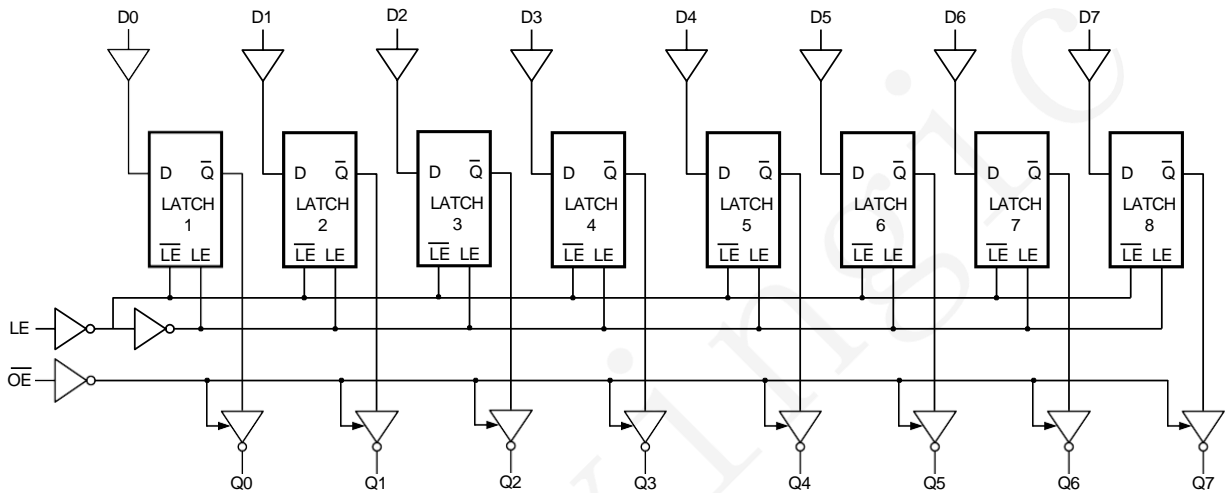 D0 D1 D2 D3 D4 D5 D6 D7
D Q̅ D Q̅ D Q̅ D Q̅ D Q̅ D Q̅ D Q̅ D Q̅
LATCH LATCH LATCH LATCH LATCH LATCH LATCH LATCH
1 2 3 4 5 6 7 8
L̅E̅ LE L̅E̅ LE L̅E̅ LE L̅E̅ LE L̅E̅ LE L̅E̅ LE L̅E̅ LE L̅E̅ LE
LE
O̅E̅
Q0 Q1 Q2 Q3 Q4 Q5 Q6 Q7